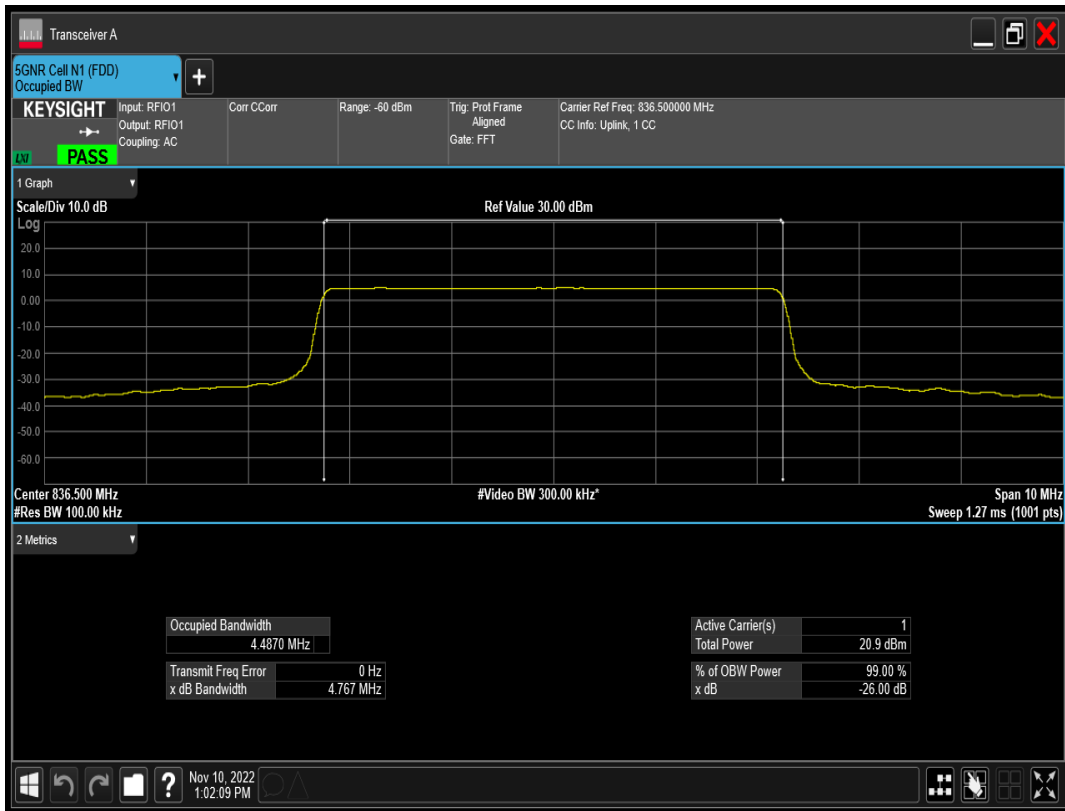 Transceiver A
5GNR Cell N1 (FDD)
Occupied BW
+
KEYSIGHT
LXI
PASS
Input: RFIO1
Output: RFIO1
Coupling: AC
Corr CCorr
Range: -60 dBm
Trig: Prot Frame
Aligned
Gate: FFT
Carrier Ref Freq: 836.500000 MHz
CC Info: Uplink, 1 CC
1 Graph
Scale/Div 10.0 dB
Ref Value 30.00 dBm
Log
20.0
10.0
0.00
-10.0
-20.0
-30.0
-40.0
-50.0
-60.0
Center 836.500 MHz
#Video BW 300.00 kHz*
Span 10 MHz
#Res BW 100.00 kHz
Sweep 1.27 ms (1001 pts)
2 Metrics
Occupied Bandwidth
4.4870 MHz
Transmit Freq Error 0 Hz
x dB Bandwidth 4.767 MHz
Active Carrier(s) 1
Total Power 20.9 dBm
% of OBW Power 99.00 %
x dB -26.00 dB
?
Nov 10, 2022
1:02:09 PM